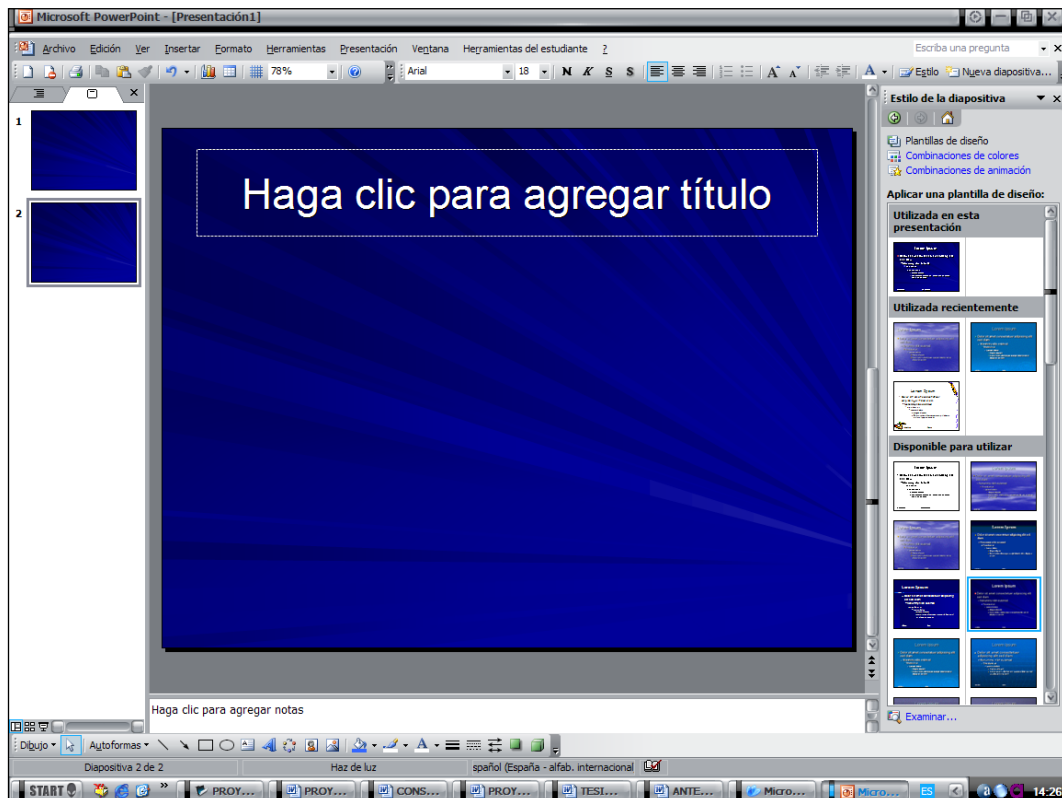 Microsoft PowerPoint - [Presentación1]
Archivo Edición Ver Insertar Formato Herramientas Presentación Ventana Herramientas del estudiante ? Escriba una pregunta
78% Arial 18 N K S S Estilo Nueva diapositiva...
1
2
Haga clic para agregar título
Haga clic para agregar notas
Estilo de la diapositiva
Plantillas de diseño
Combinaciones de colores
Combinaciones de animación
Aplicar una plantilla de diseño:
Utilizada en esta
presentación
Utilizada recientemente
Disponible para utilizar
Examinar...
Dibujo Autoformas
Diapositiva 2 de 2 Haz de luz spañol (España - alfab. internacional
START PROY... PROY... CONS... PROY... TESI... ANTE... Micro... Micro... ES 14:26